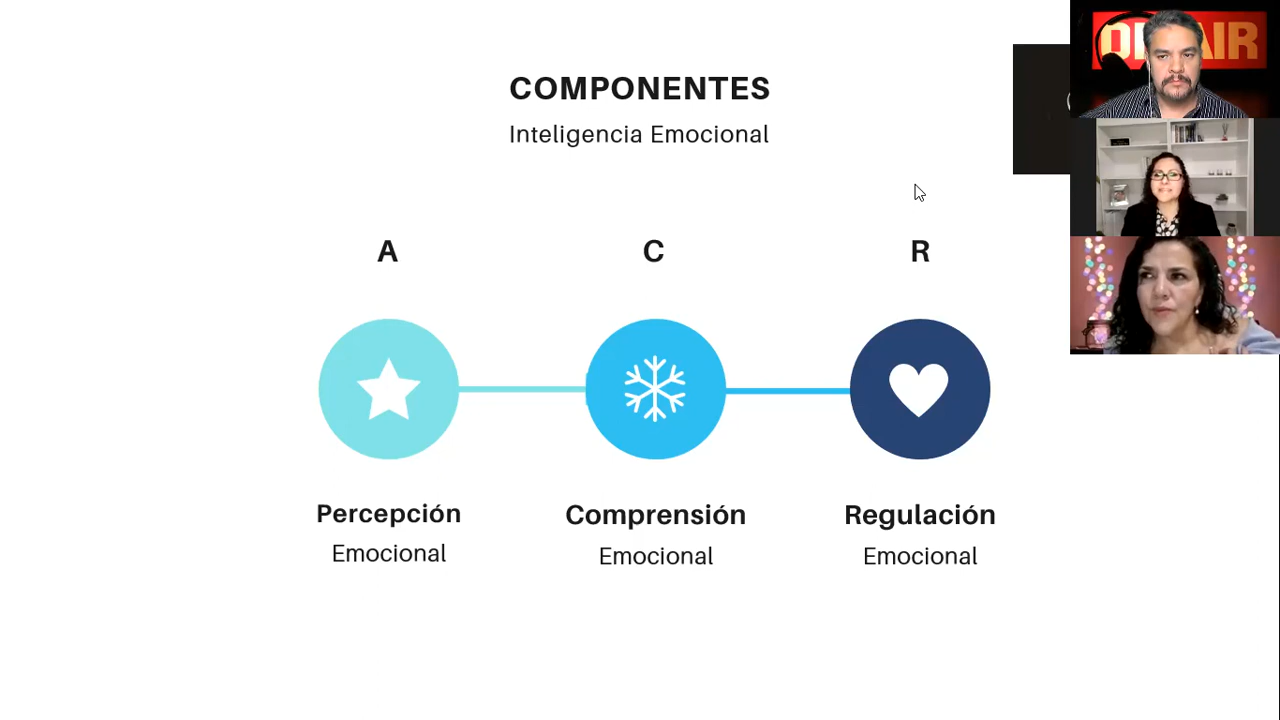 COMPONENTES
Inteligencia Emocional
A
C
R
Percepción
Emocional
Comprensión
Emocional
Regulación
Emocional